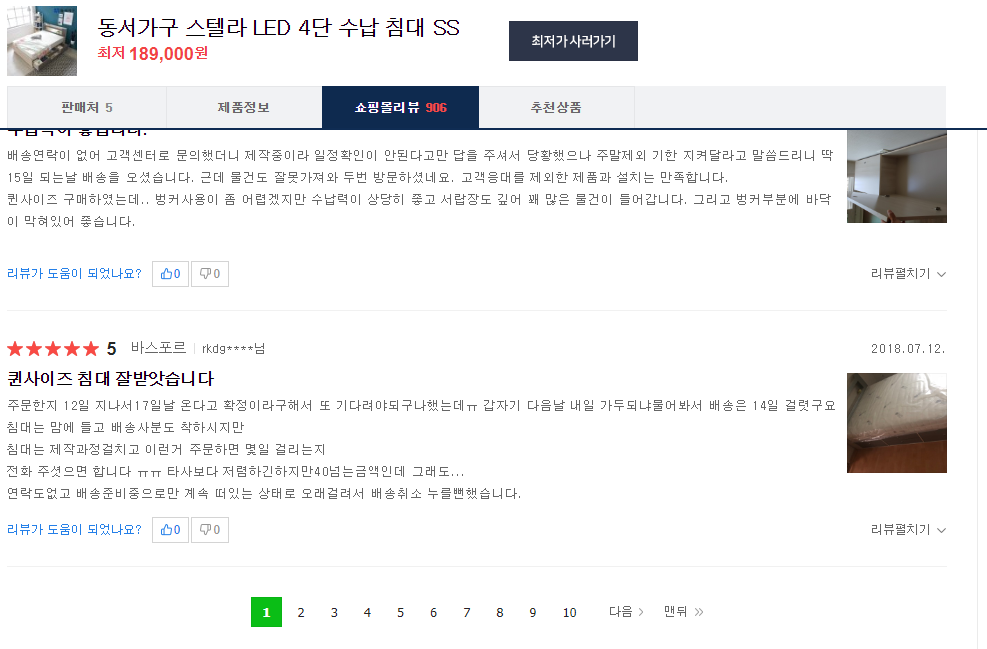 동서가구 스텔라 LED 4단 수납 침대 SS
최저 189,000원
최저가 사러가기
판매처 5
제품정보
쇼핑몰리뷰 906
추천상품
배송연락이 없어 고객센터로 문의했더니 제작중이라 일정확인이 안된다고만 답을 주셔서 당황했으나 주말제외 기한 지켜달라고 말씀드리니 딱
15일 되는날 배송을 오셨습니다. 근데 물건도 잘못가져와 두번 방문하셨네요. 고객응대를 제외한 제품과 설치는 만족합니다.
퀸사이즈 구매하였는데.. 벙커사용이 좀 어렵겠지만 수납력이 상당히 좋고 서랍장도 깊어 꽤 많은 물건이 들어갑니다. 그리고 벙커부분에 바닥
이 막혀있어 좋습니다.
리뷰가 도움이 되었나요? 0 0
리뷰펼치기
5 바스포르 rkdg****님
2018.07.12.
퀸사이즈 침대 잘받앗습니다
주문한지 12일 지나서17일날 온다고 확정이라구해서 또 기다려야되구나했는데ㅠ 갑자기 다음날 내일 가두되냐물어봐서 배송은 14일 걸렷구요
침대는 맘에 들고 배송사분도 착하시지만
침대는 제작과정걸치고 이런거 주문하면 몇일 걸리는지
전화 주셧으면 합니다 ㅠㅠ 타사보다 저렴하긴하지만40넘는금액인데 그래도...
연락도없고 배송준비중으로만 계속 떠있는 상태로 오래걸려서 배송취소 누를뻔했습니다.
리뷰가 도움이 되었나요? 0 0
리뷰펼치기
1 2 3 4 5 6 7 8 9 10 다음 맨뒤